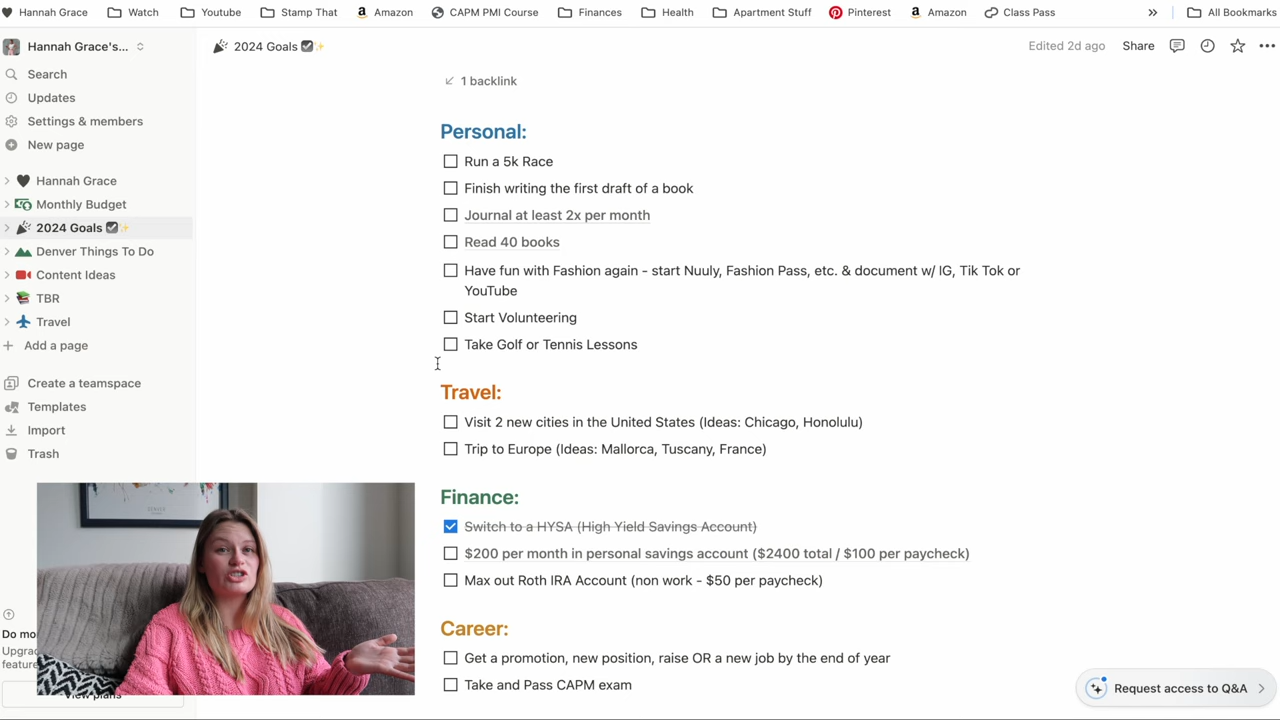 Hannah Grace
Watch
Youtube
Stamp That
Amazon
CAPM PMI Course
Finances
Health
Apartment Stuff
Pinterest
Amazon
Class Pass
»
All Bookmarks
Hannah Grace's...
2024 Goals
Edited 2d ago
Share
Search
Updates
Settings & members
New page
Hannah Grace
Monthly Budget
2024 Goals
Denver Things To Do
Content Ideas
TBR
Travel
Add a page
Create a teamspace
Templates
Import
Trash
1 backlink
Personal:
Run a 5k Race
Finish writing the first draft of a book
Journal at least 2x per month
Read 40 books
Have fun with Fashion again - start Nuuly, Fashion Pass, etc. & document w/ IG, Tik Tok or
YouTube
Start Volunteering
Take Golf or Tennis Lessons
Travel:
Visit 2 new cities in the United States (Ideas: Chicago, Honolulu)
Trip to Europe (Ideas: Mallorca, Tuscany, France)
Finance:
Switch to a HYSA (High Yield Savings Account)
$200 per month in personal savings account ($2400 total / $100 per paycheck)
Max out Roth IRA Account (non work - $50 per paycheck)
Career:
Get a promotion, new position, raise OR a new job by the end of year
Take and Pass CAPM exam
Request access to Q&A
Do mo
Upgra
feature
View plans